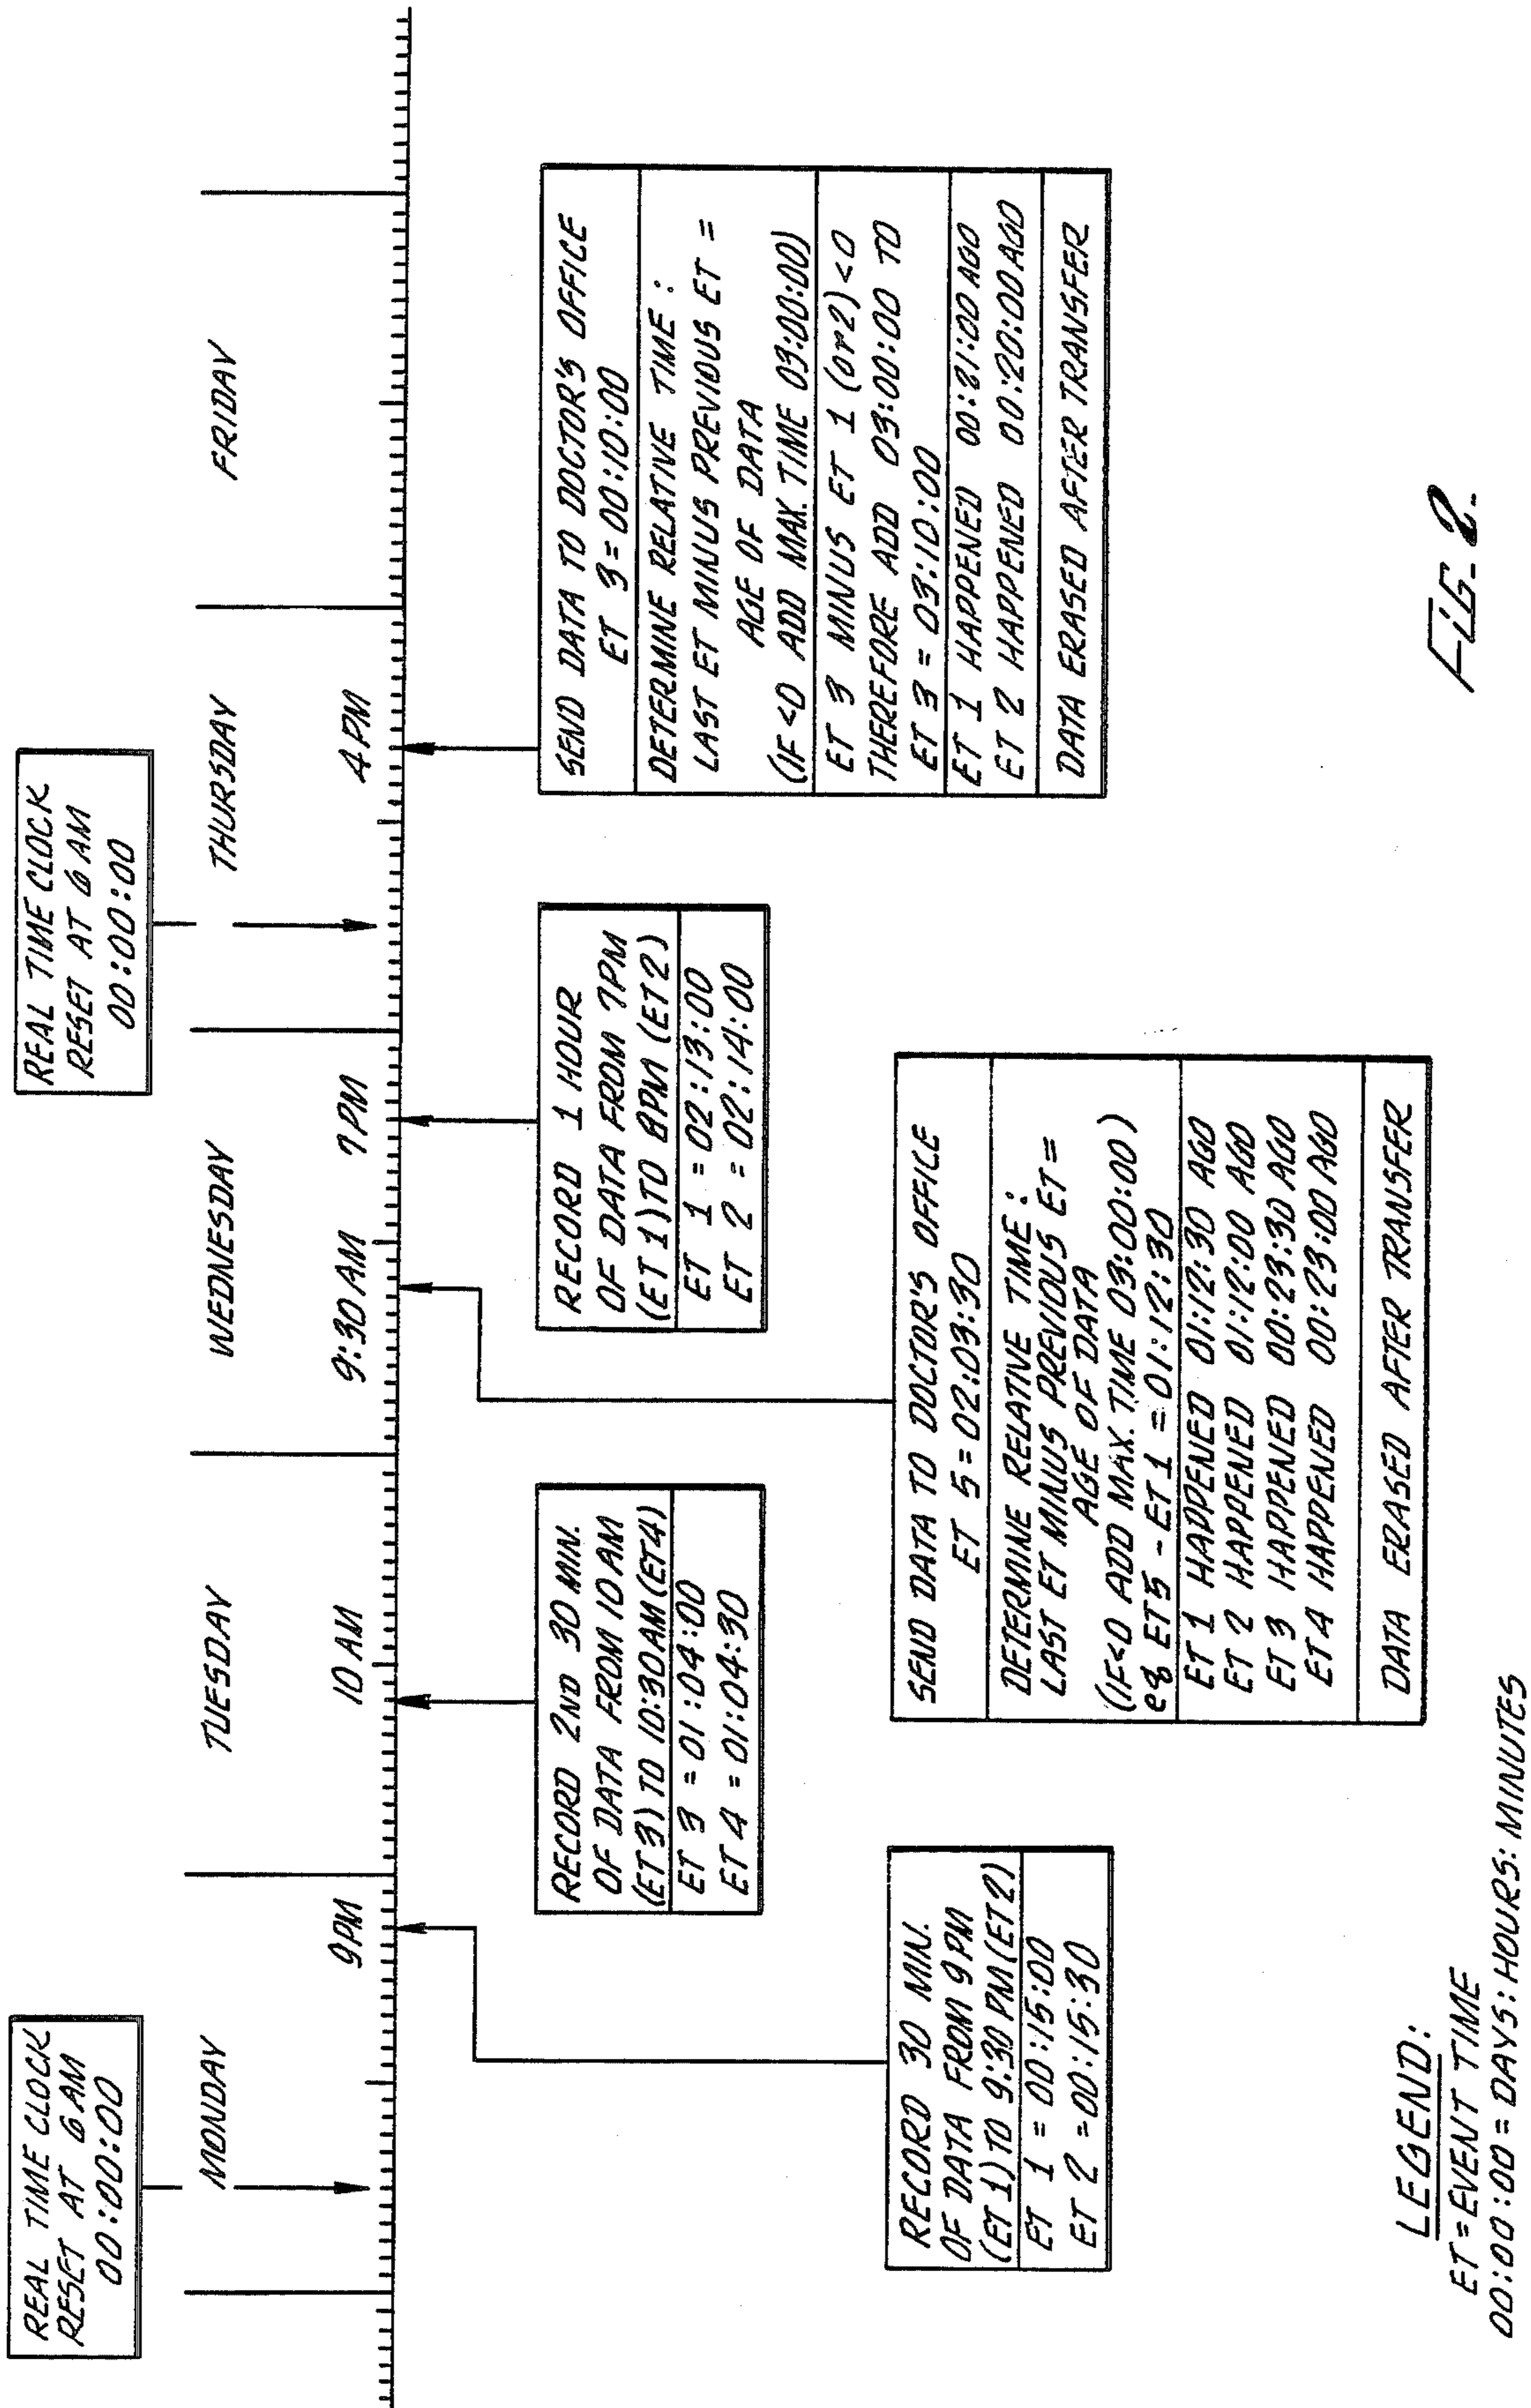 REAL TIME CLOCK
RESET AT 6 AM
00:00:00
REAL TIME CLOCK
RESET AT 6 AM
00:00:00
MONDAY
TUESDAY
WEDNESDAY
THURSDAY
FRIDAY
9PM
10 AM
9:30 AM
7 PM
4 PM
RECORD 30 MIN.
OF DATA FROM 9 PM
(ET 1) TO 9:30 PM (ET 2)
ET 1 = 00:15:00
ET 2 = 00:15:30
RECORD 2ND 30 MIN.
OF DATA FROM 10 AM
(ET 3) TO 10:30 AM (ET4)
ET 3 = 01:04:00
ET 4 = 01:04:30
SEND DATA TO DOCTOR'S OFFICE
ET 5 = 02:03:30
DETERMINE RELATIVE TIME:
LAST ET MINUS PREVIOUS ET =
AGE OF DATA
(IF<0 ADD MAX. TIME 03:00:00)
eg ET5 - ET 1 = 01:12:30
ET 1 HAPPENED 01:12:30 AGO
ET 2 HAPPENED 01:12:00 AGO
ET 3 HAPPENED 00:23:30 AGO
ET 4 HAPPENED 00:23:00 AGO
DATA ERASED AFTER TRANSFER
RECORD 1 HOUR
OF DATA FROM 7PM
(ET 1) TO 8PM (ET 2)
ET 1 = 02:13:00
ET 2 = 02:14:00
SEND DATA TO DOCTOR'S OFFICE
ET 3 = 00:10:00
DETERMINE RELATIVE TIME:
LAST ET MINUS PREVIOUS ET =
AGE OF DATA
(IF <0 ADD MAX. TIME 03:00:00)
ET 3 MINUS ET 1 (or2) <0
THEREFORE ADD 03:00:00 TO
ET 3 = 03:10:00
ET 1 HAPPENED 00:21:00 AGO
ET 2 HAPPENED 00:20:00 AGO
DATA ERASED AFTER TRANSFER
LEGEND:
ET = EVENT TIME
00:00:00 = DAYS: HOURS: MINUTES
FIG. 2.